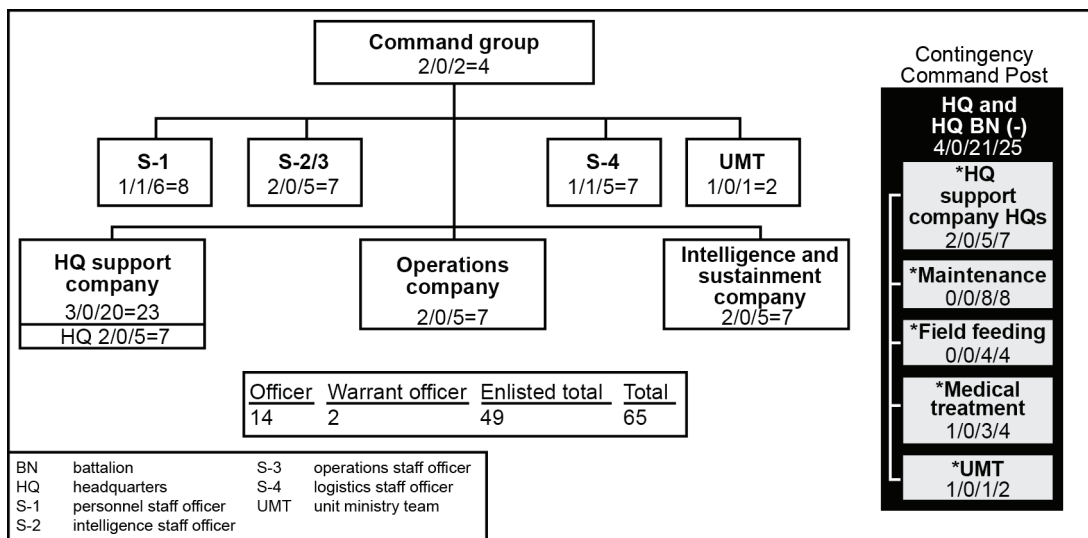 Command group
2/0/2=4
S-1
1/1/6=8
S-2/3
2/0/5=7
S-4
1/1/5=7
UMT
1/0/1=2
HQ support
company
3/0/20=23
HQ 2/0/5=7
Operations
company
2/0/5=7
Intelligence and
sustainment
company
2/0/5=7
Officer Warrant officer Enlisted total Total
14 2 49 65
BN battalion
HQ headquarters
S-1 personnel staff officer
S-2 intelligence staff officer
S-3 operations staff officer
S-4 logistics staff officer
UMT unit ministry team
Contingency
Command Post
HQ and
HQ BN (-)
4/0/21/25
*HQ
support
company HQs
2/0/5/7
*Maintenance
0/0/8/8
*Field feeding
0/0/4/4
*Medical
treatment
1/0/3/4
*UMT
1/0/1/2